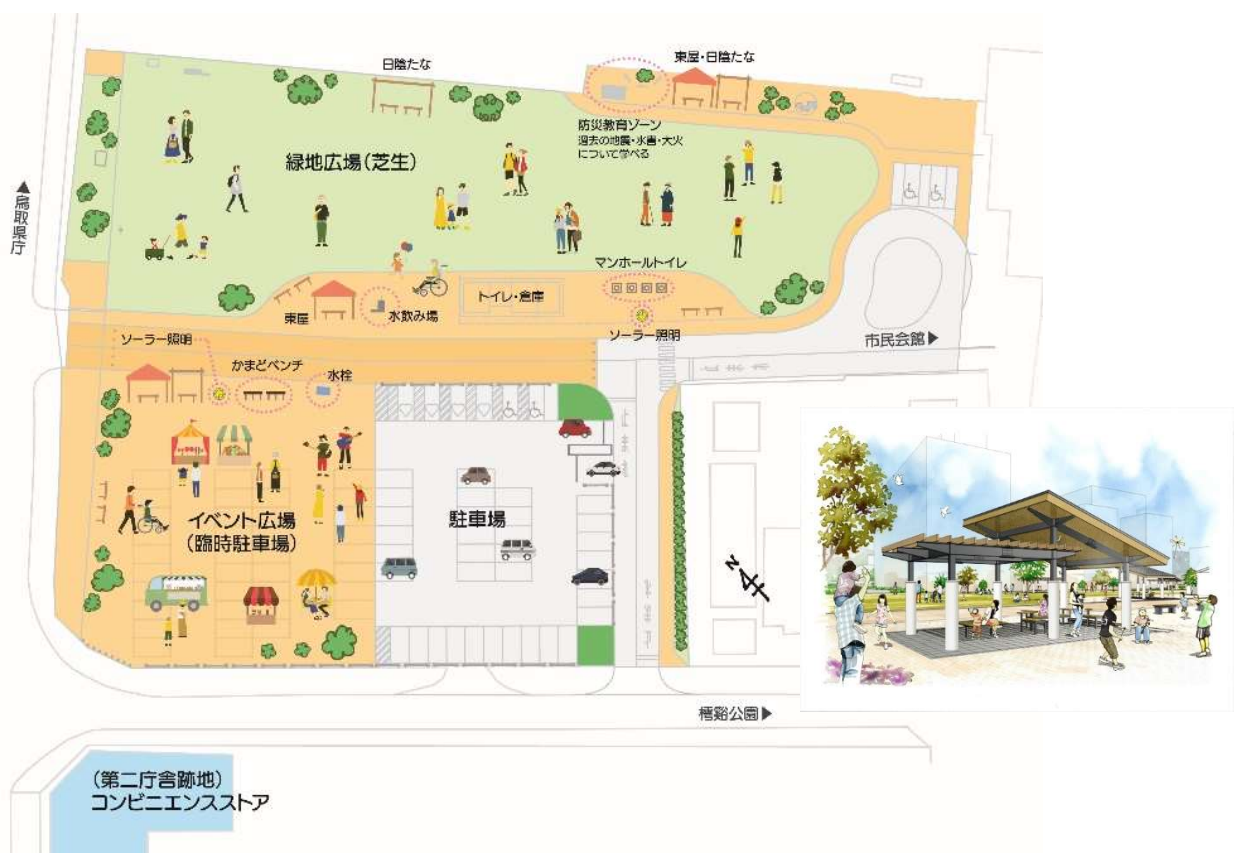 日陰たな
東屋・日陰たな
防災教育ゾーン
過去の地震・水害・大火
について学べる
緑地広場(芝生)
▲鳥取県庁
マンホールトイレ
トイレ・倉庫
東屋
水飲み場
ソーラー照明
市民会館▶
ソーラー照明
かまどベンチ
水栓
止まれ
イベント広場
(臨時駐車場)
駐車場
N
樗谿公園▶
(第二庁舎跡地)
コンビニエンスストア